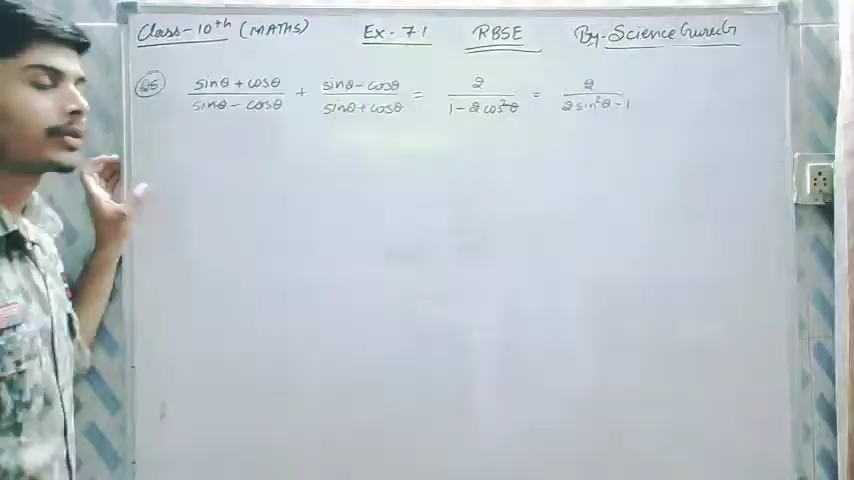 Class-10th (MATHS) Ex-7.1 RBSE By-Science Guru G
25 (sinθ + cosθ)/(sinθ - cosθ) + (sinθ - cosθ)/(sinθ + cosθ) = 2/(1 - 2cos²θ) = 2/(2sin²θ - 1)